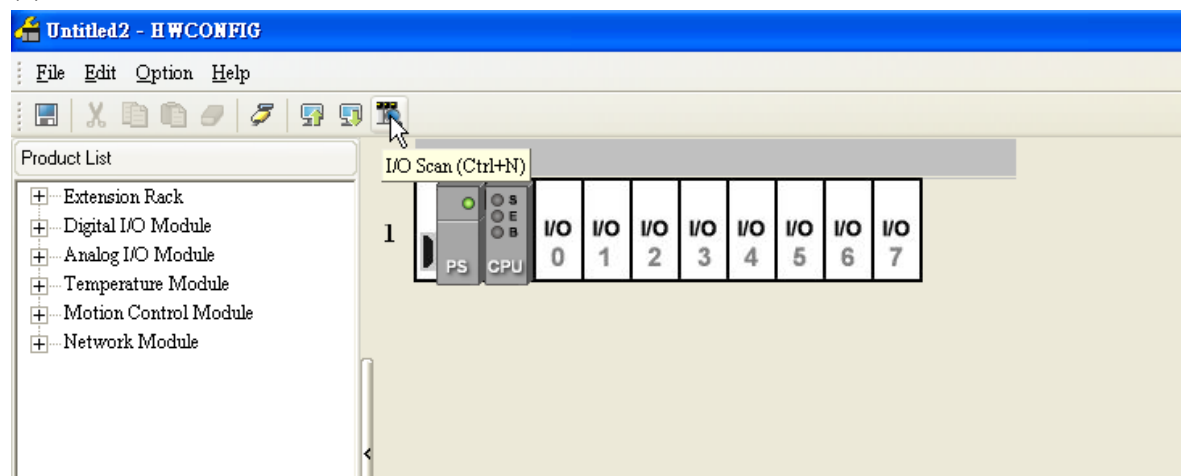 Untitled2 - HWCONFIG
File Edit Option Help
Product List
I/O Scan (Ctrl+N)
Extension Rack
Digital I/O Module
Analog I/O Module
Temperature Module
Motion Control Module
Network Module
1
PS
CPU
S
E
B
I/O I/O I/O I/O I/O I/O I/O I/O
0 1 2 3 4 5 6 7